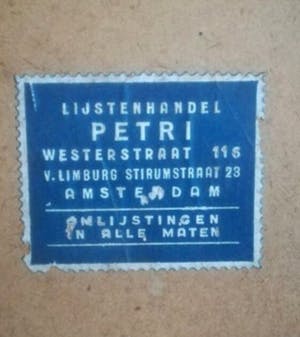 LIJSTENHANDEL
PETRI
WESTERSTRAAT 116
V. LIMBURG STIRUMSTRAAT 23
AMSTERDAM
OMLIJSTINGEN
IN ALLE MATEN